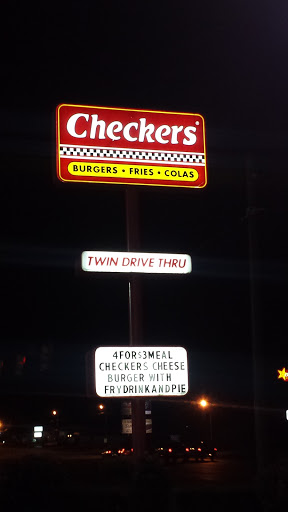 Checkers®
BURGERS • FRIES • COLAS
TWIN DRIVE THRU
4FOR$3MEAL
CHECKERS CHEESE
BURGER WITH
FRYDRINKANDPIE